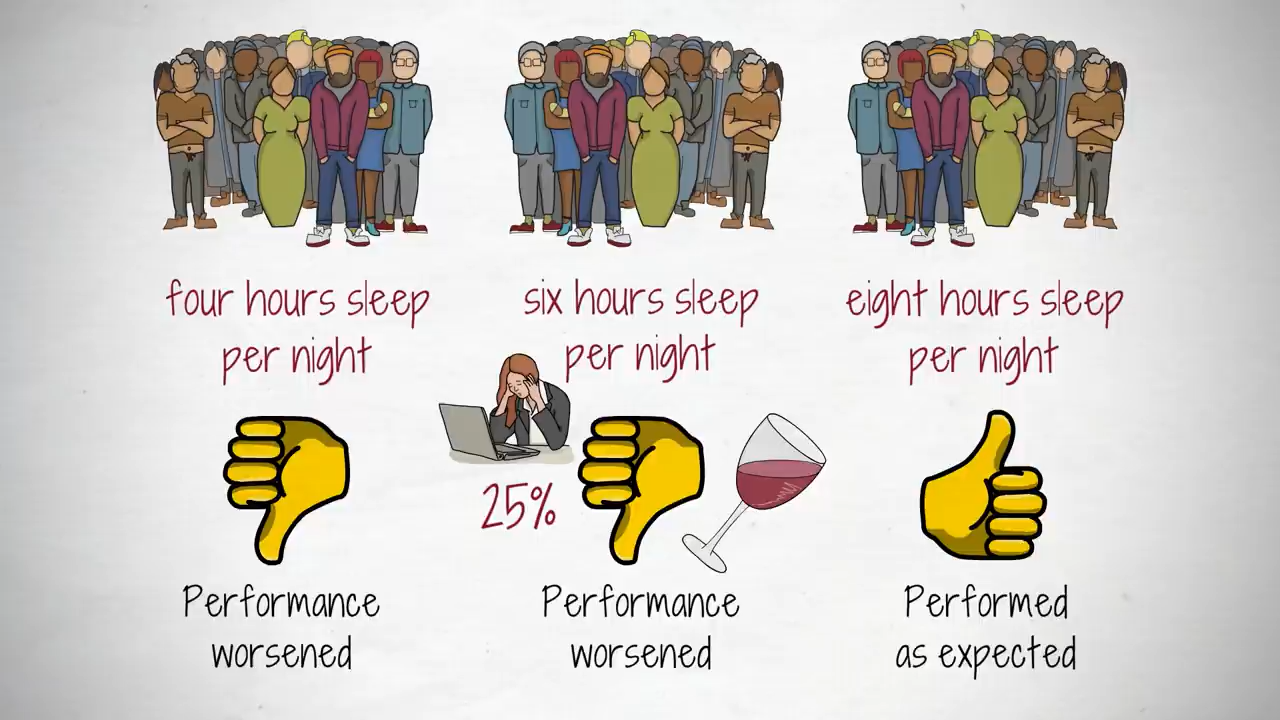 four hours sleep
per night
six hours sleep
per night
eight hours sleep
per night
25%
Performance
worsened
Performance
worsened
Performed
as expected